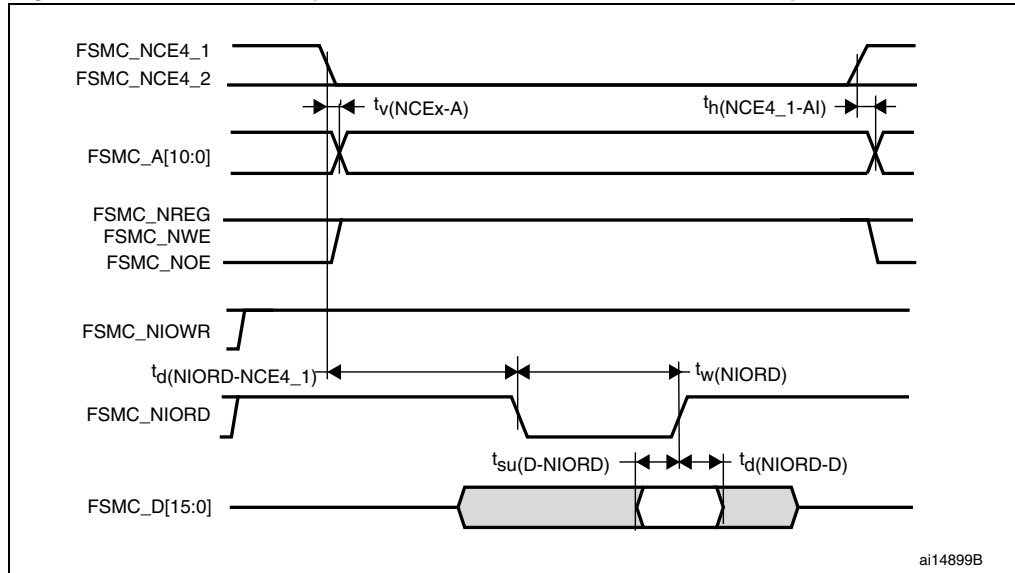 FSMC_NCE4_1
FSMC_NCE4_2
tv(NCEx-A)
th(NCE4_1-AI)
FSMC_A[10:0]
FSMC_NREG
FSMC_NWE
FSMC_NOE
FSMC_NIOWR
td(NIORD-NCE4_1)
tw(NIORD)
FSMC_NIORD
tsu(D-NIORD)
td(NIORD-D)
FSMC_D[15:0]
ai14899B